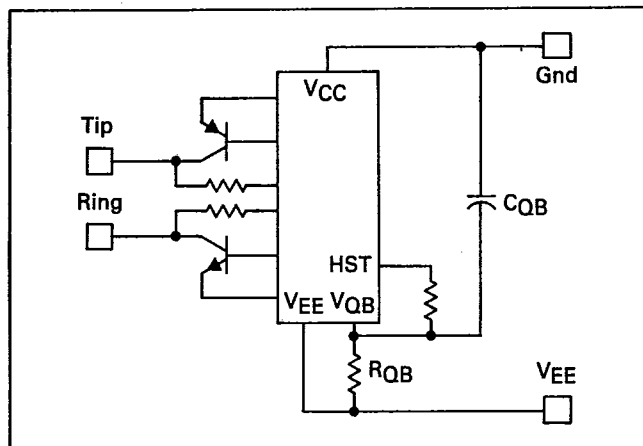 Gnd
VCC
Tip
Ring
CQB
HST
VEE VQB
RQB
VEE